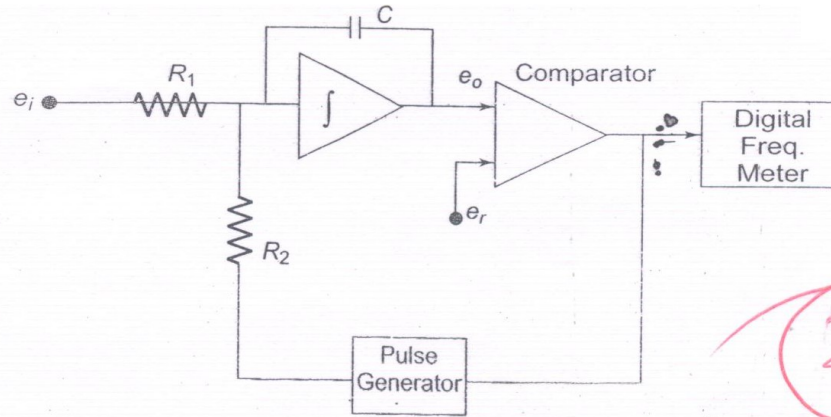 C
R1
ei
∫
eo
Comparator
Digital
Freq.
Meter
er
R2
Pulse
Generator